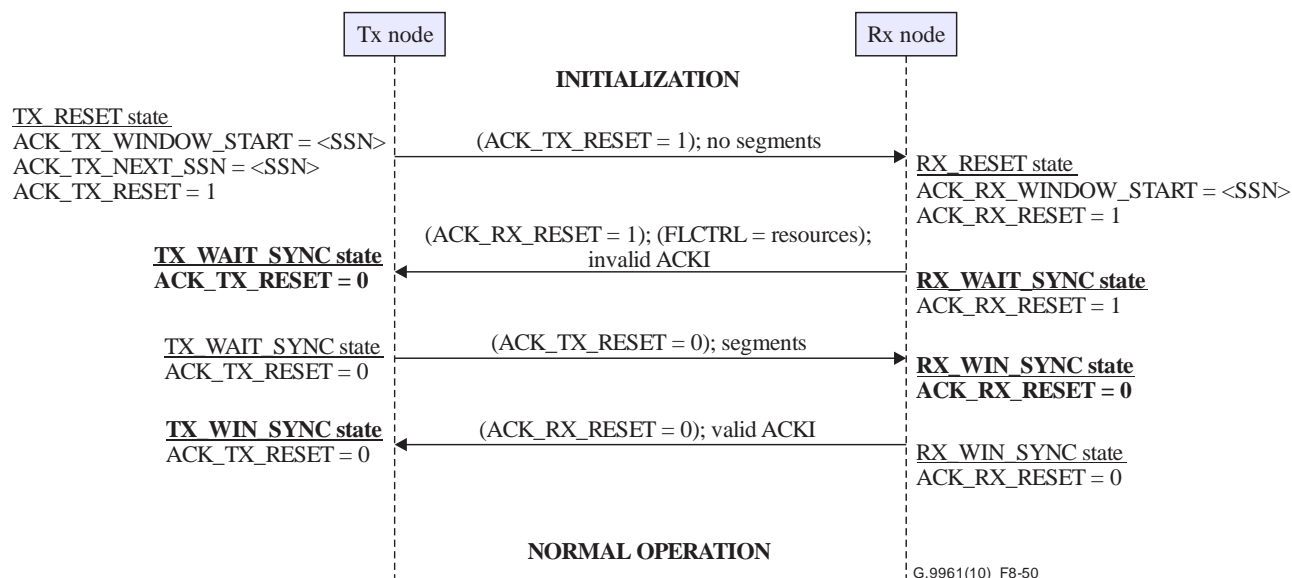 Tx node
Rx node
INITIALIZATION
TX_RESET state
ACK_TX_WINDOW_START = <SSN>
ACK_TX_NEXT_SSN = <SSN>
ACK_TX_RESET = 1
(ACK_TX_RESET = 1); no segments
RX_RESET state
ACK_RX_WINDOW_START = <SSN>
ACK_RX_RESET = 1
(ACK_RX_RESET = 1); (FLCTRL = resources);
invalid ACKI
TX_WAIT_SYNC state
ACK_TX_RESET = 0
RX_WAIT_SYNC state
ACK_RX_RESET = 1
TX_WAIT_SYNC state
ACK_TX_RESET = 0
(ACK_TX_RESET = 0); segments
RX_WIN_SYNC state
ACK_RX_RESET = 0
TX_WIN_SYNC state
ACK_TX_RESET = 0
(ACK_RX_RESET = 0); valid ACKI
RX_WIN_SYNC state
ACK_RX_RESET = 0
NORMAL OPERATION
G.9961(10)_F8-50